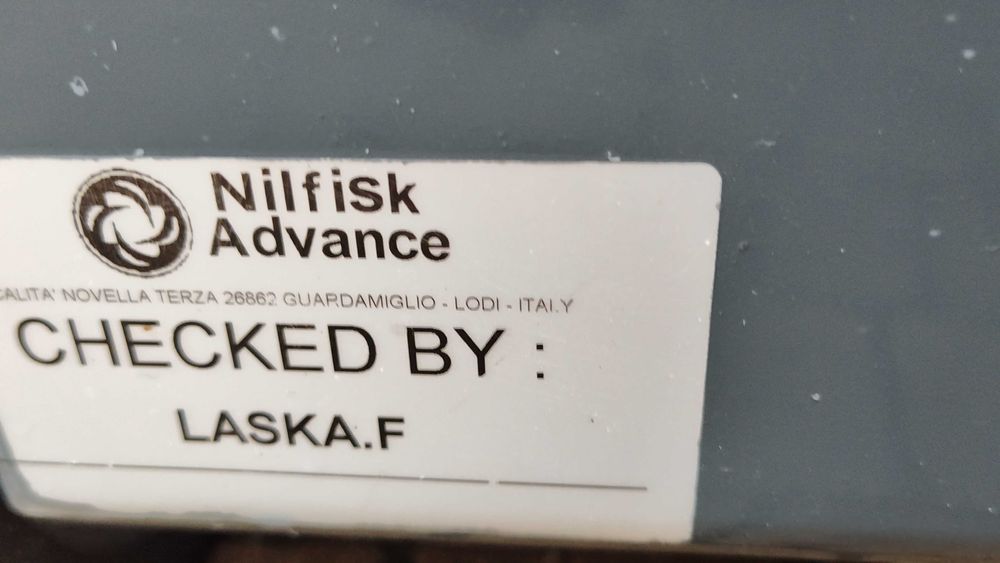 Nilfisk
Advance
CALITA' NOVELLA TERZA 26862 GUARDAMIGLIO - LODI - ITALY
CHECKED BY :
LASKA.F